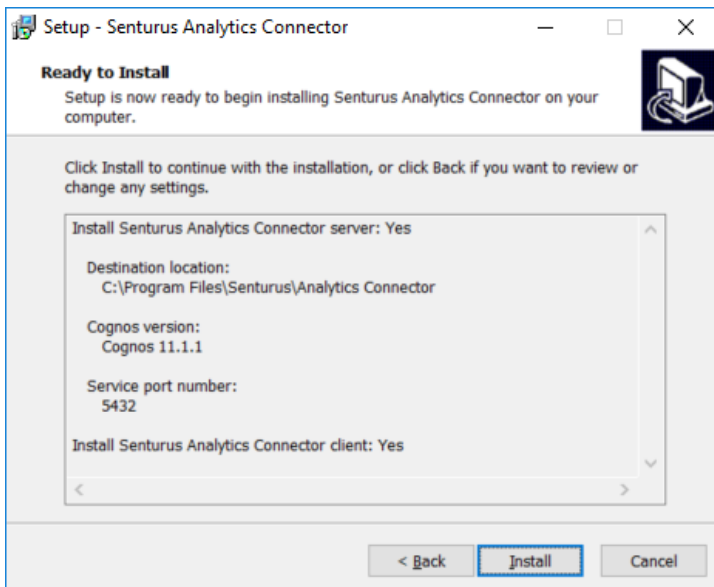 Setup - Senturus Analytics Connector
Ready to Install
Setup is now ready to begin installing Senturus Analytics Connector on your
computer.
Click Install to continue with the installation, or click Back if you want to review or
change any settings.
Install Senturus Analytics Connector server: Yes
Destination location:
C:\Program Files\Senturus\Analytics Connector
Cognos version:
Cognos 11.1.1
Service port number:
5432
Install Senturus Analytics Connector client: Yes
< Back Install Cancel